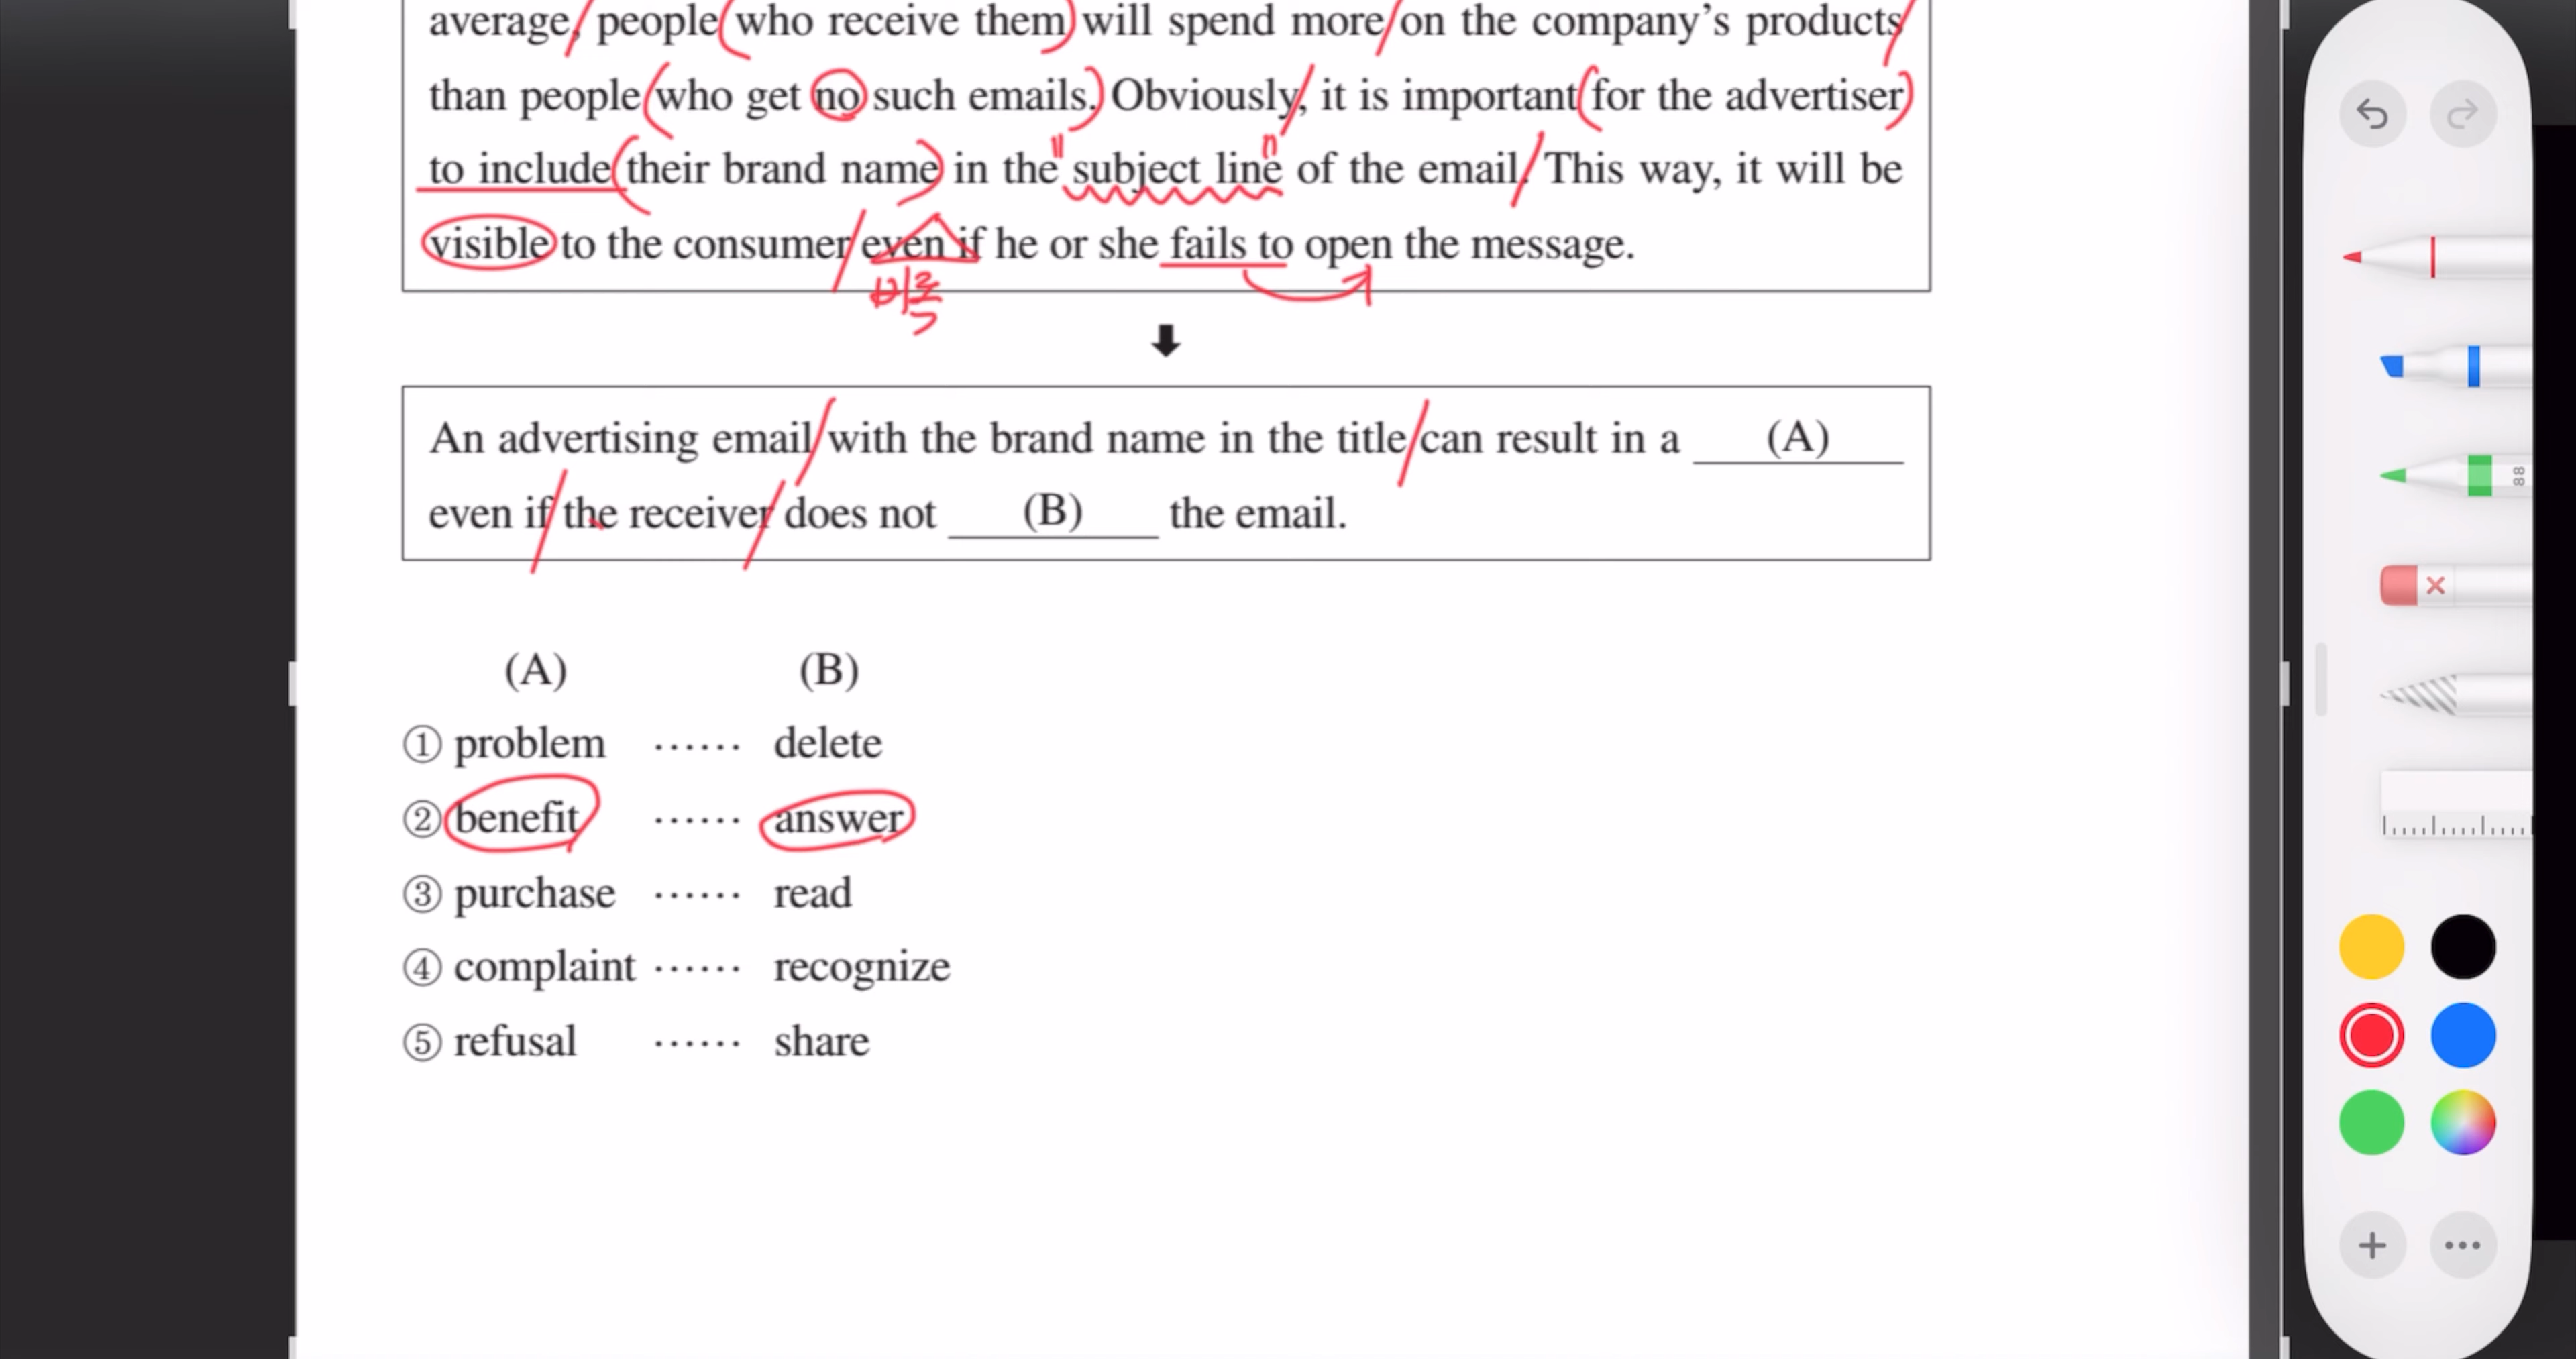 average, people who receive them will spend more on the company's products
than people who get no such emails. Obviously, it is important for the advertiser
to include their brand name in the "subject line" of the email. This way, it will be
visible to the consumer even if he or she fails to open the message.
비록
An advertising email with the brand name in the title can result in a (A)
even if the receiver does not (B) the email.
(A) (B)
① problem ...... delete
② benefit ...... answer
③ purchase ...... read
④ complaint ...... recognize
⑤ refusal ...... share
88